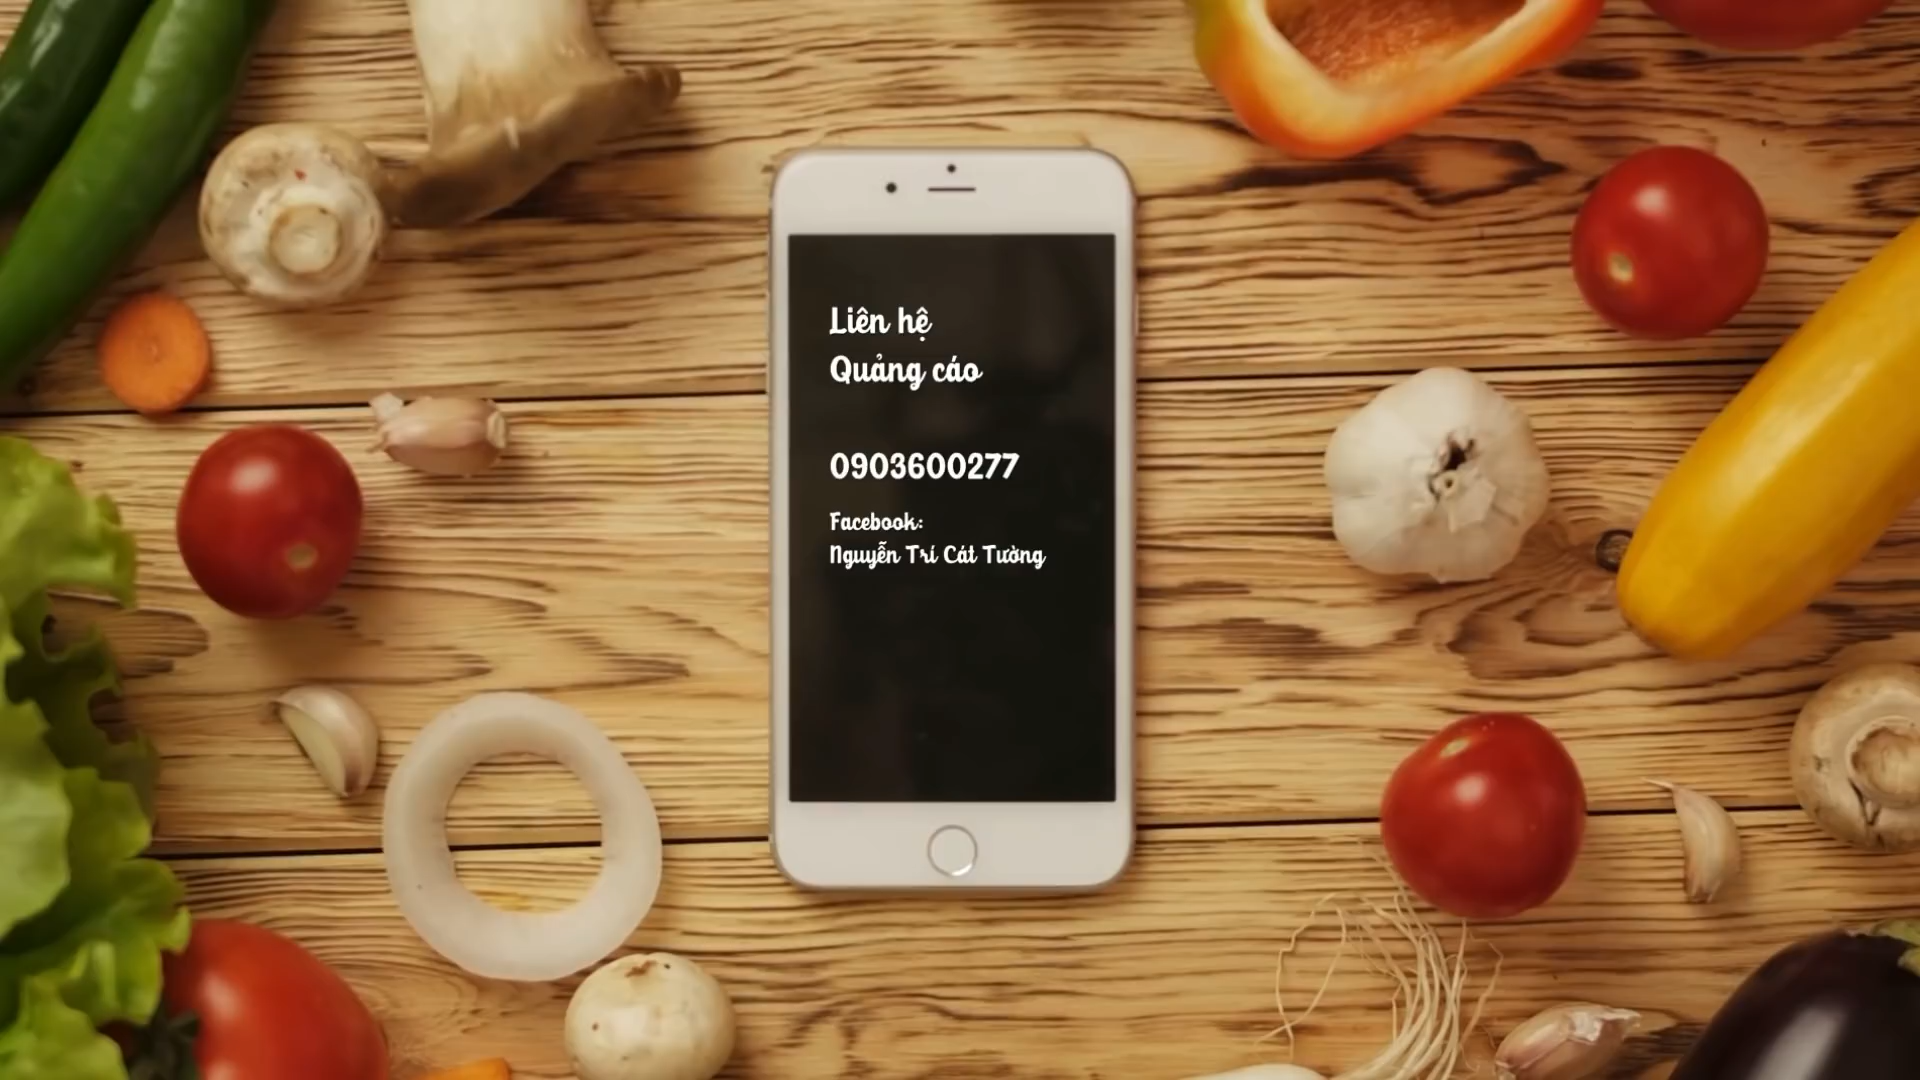 Liên hệ
Quảng cáo
0903600277
Facebook:
Nguyễn Trí Cát Tường